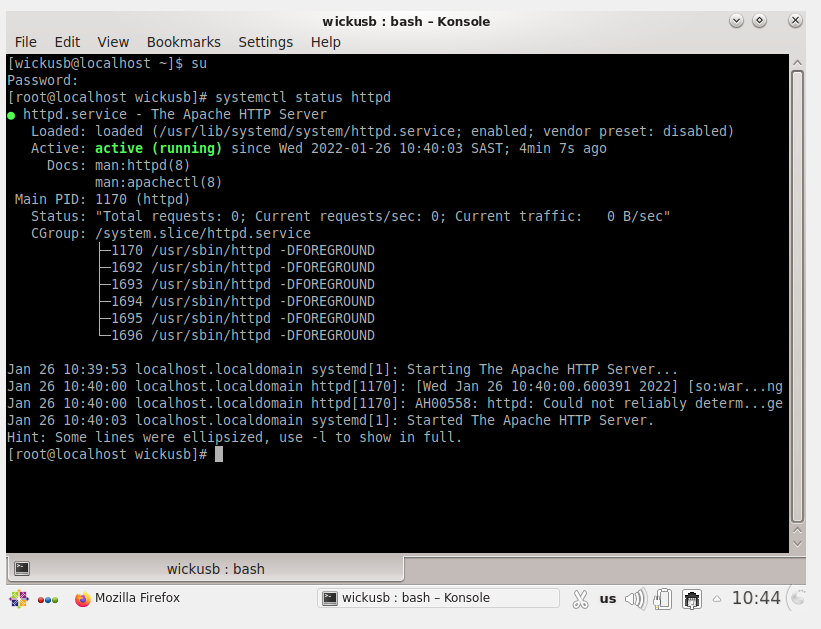 wickusb : bash – Konsole
File Edit View Bookmarks Settings Help
[wickusb@localhost ~]$ su
Password:
[root@localhost wickusb]# systemctl status httpd
● httpd.service - The Apache HTTP Server
   Loaded: loaded (/usr/lib/systemd/system/httpd.service; enabled; vendor preset: disabled)
   Active: active (running) since Wed 2022-01-26 10:40:03 SAST; 4min 7s ago
     Docs: man:httpd(8)
           man:apachectl(8)
 Main PID: 1170 (httpd)
   Status: "Total requests: 0; Current requests/sec: 0; Current traffic:   0 B/sec"
   CGroup: /system.slice/httpd.service
           ├─1170 /usr/sbin/httpd -DFOREGROUND
           ├─1692 /usr/sbin/httpd -DFOREGROUND
           ├─1693 /usr/sbin/httpd -DFOREGROUND
           ├─1694 /usr/sbin/httpd -DFOREGROUND
           ├─1695 /usr/sbin/httpd -DFOREGROUND
           └─1696 /usr/sbin/httpd -DFOREGROUND
Jan 26 10:39:53 localhost.localdomain systemd[1]: Starting The Apache HTTP Server...
Jan 26 10:40:00 localhost.localdomain httpd[1170]: [Wed Jan 26 10:40:00.600391 2022] [so:war...ng
Jan 26 10:40:00 localhost.localdomain httpd[1170]: AH00558: httpd: Could not reliably determ...ge
Jan 26 10:40:03 localhost.localdomain systemd[1]: Started The Apache HTTP Server.
Hint: Some lines were ellipsized, use -l to show in full.
[root@localhost wickusb]#
wickusb : bash
Mozilla Firefox wickusb : bash – Konsole us 10:44